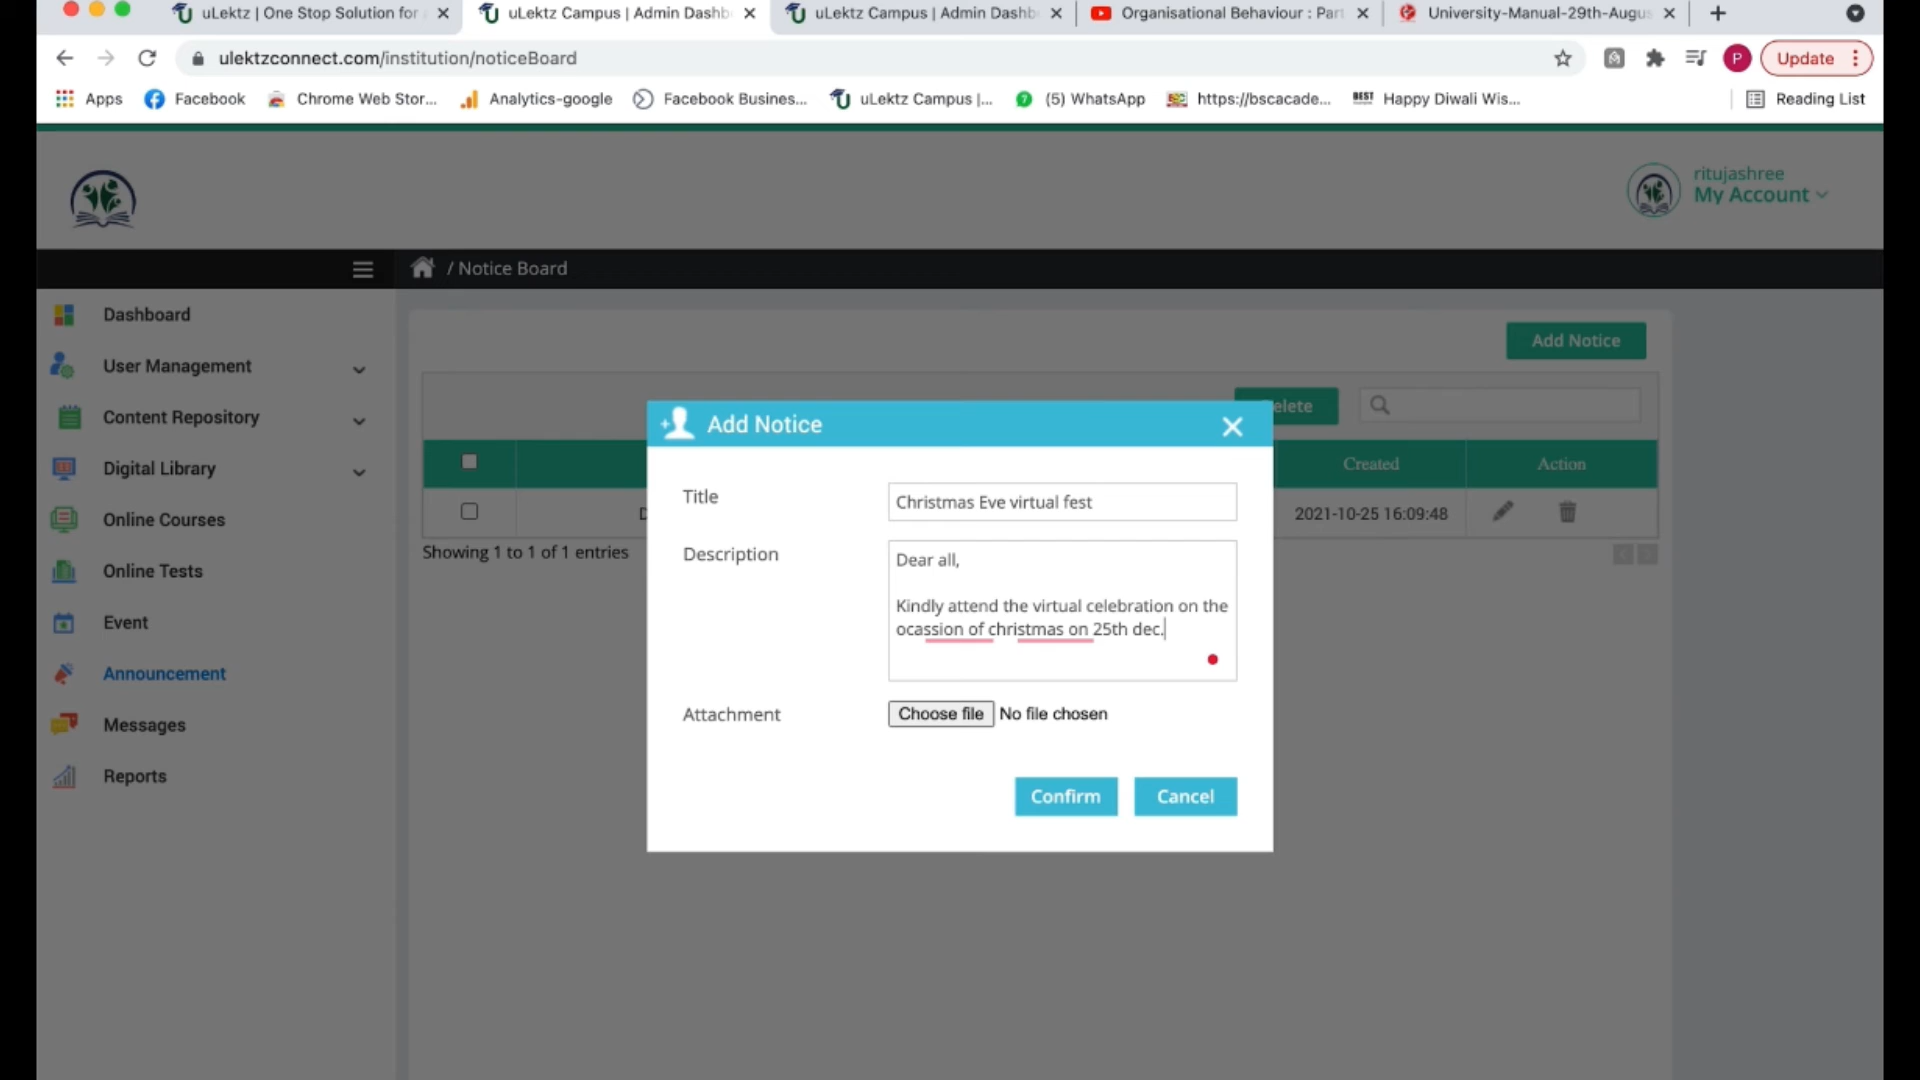 uLektz | One Stop Solution for
uLektz Campus | Admin Dashb
uLektz Campus | Admin Dashb
Organisational Behaviour : Part
University-Manual-29th-Augus
ulektzconnect.com/institution/noticeBoard
P
Update
Apps
Facebook
Chrome Web Stor...
Analytics-google
Facebook Busines...
uLektz Campus |...
(5) WhatsApp
https://bscacade...
BEST
Happy Diwali Wis...
Reading List
ritujashree
My Account
/ Notice Board
Dashboard
User Management
Content Repository
Digital Library
Online Courses
Online Tests
Event
Announcement
Messages
Reports
Add Notice
elete
Created
Action
D
2021-10-25 16:09:48
Showing 1 to 1 of 1 entries
Add Notice
Title
Christmas Eve virtual fest
Description
Dear all,
Kindly attend the virtual celebration on the
ocassion of christmas on 25th dec.
Attachment
Choose file No file chosen
Confirm
Cancel